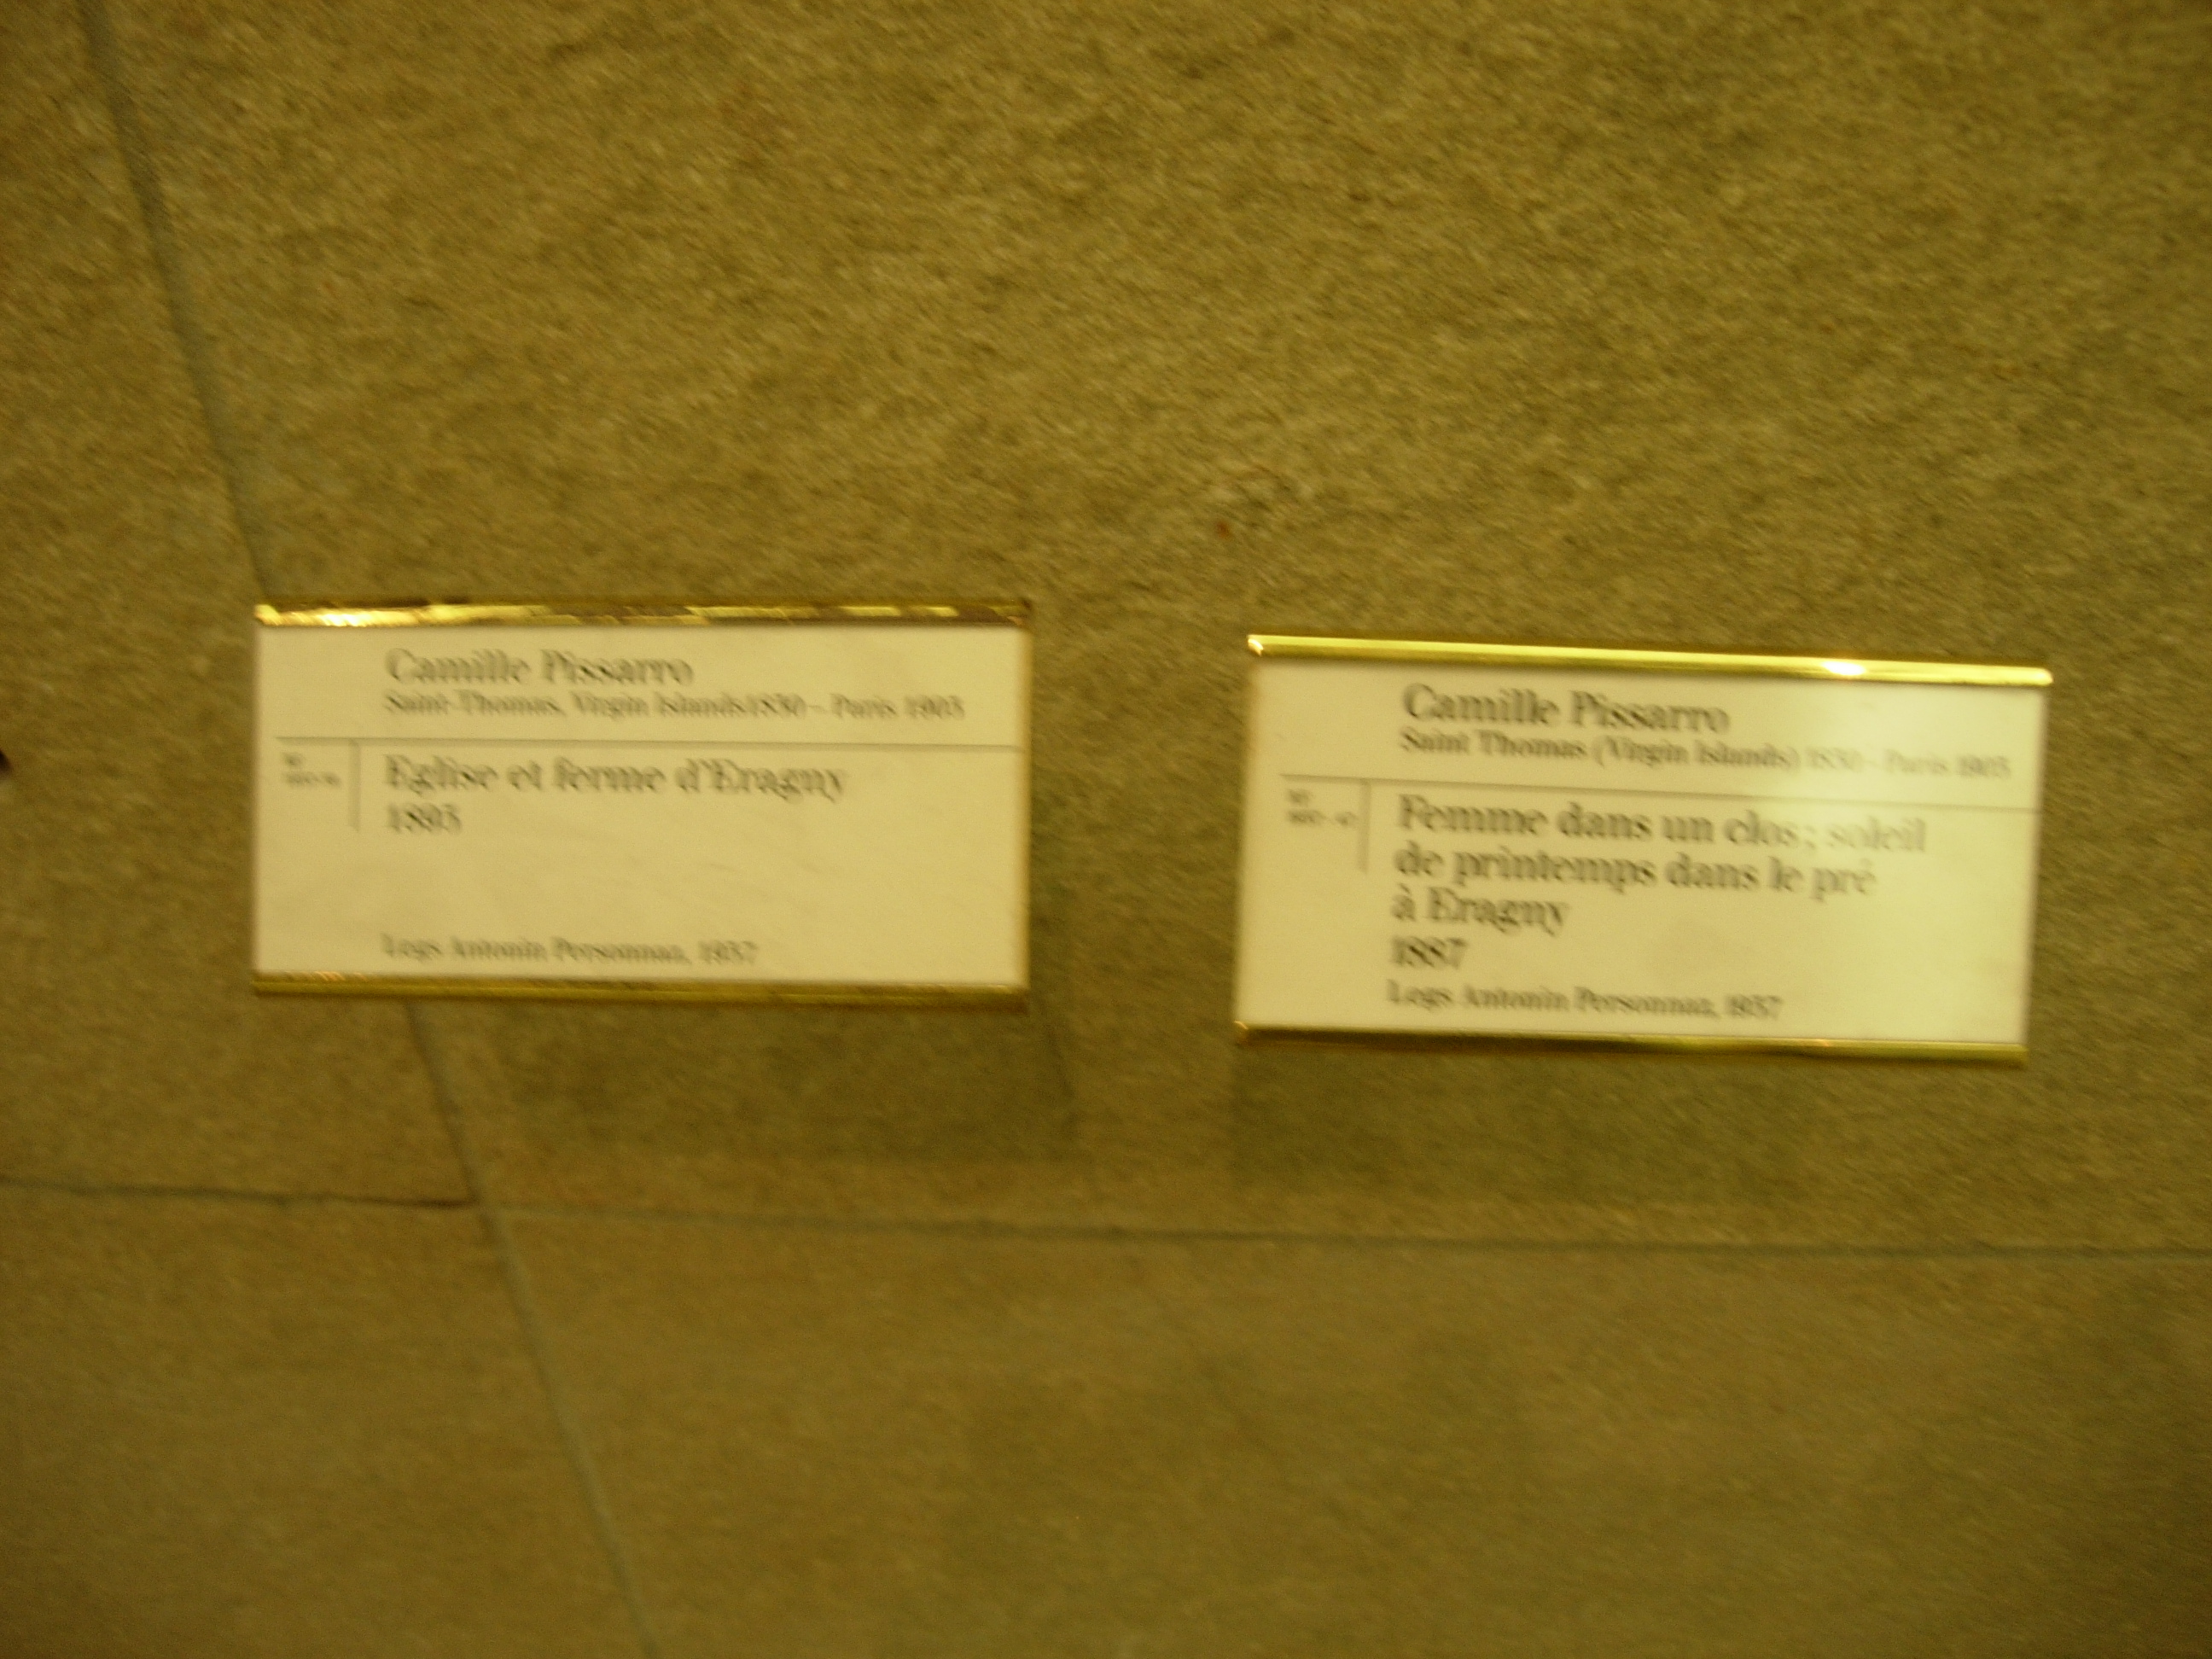 Camille Pissarro
Saint-Thomas, Virgin Islands 1830 - Paris 1903
Eglise et ferme d'Eragny
1895
Legs Antonin Personnaz, 1937
Camille Pissarro
Saint Thomas (Virgin Islands) 1830 - Paris 1903
Femme dans un clos; soleil
de printemps dans le pré
à Eragny
1887
Legs Antonin Personnaz, 1937